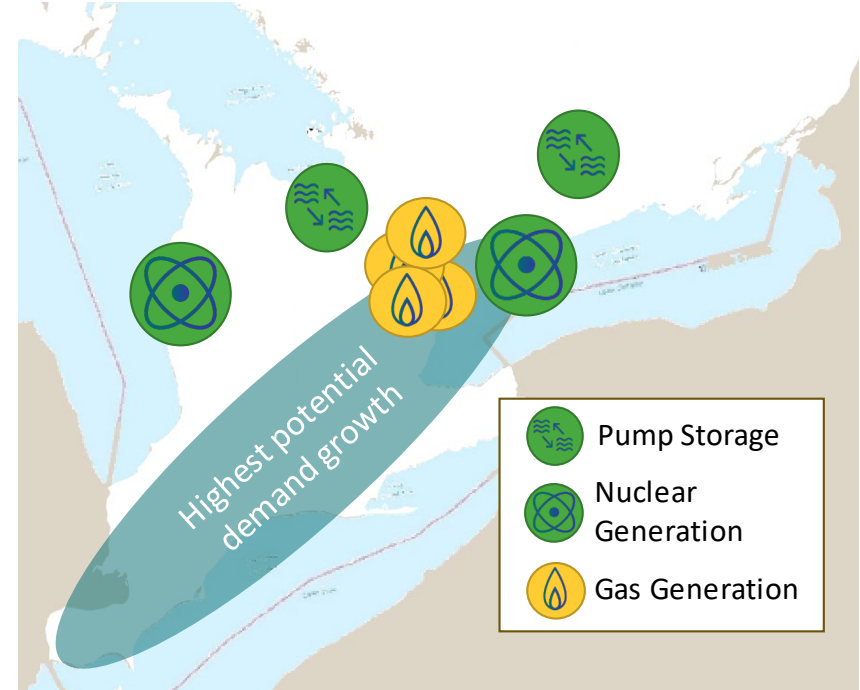 Highest potential
demand growth
Pump Storage
Nuclear
Generation
Gas Generation